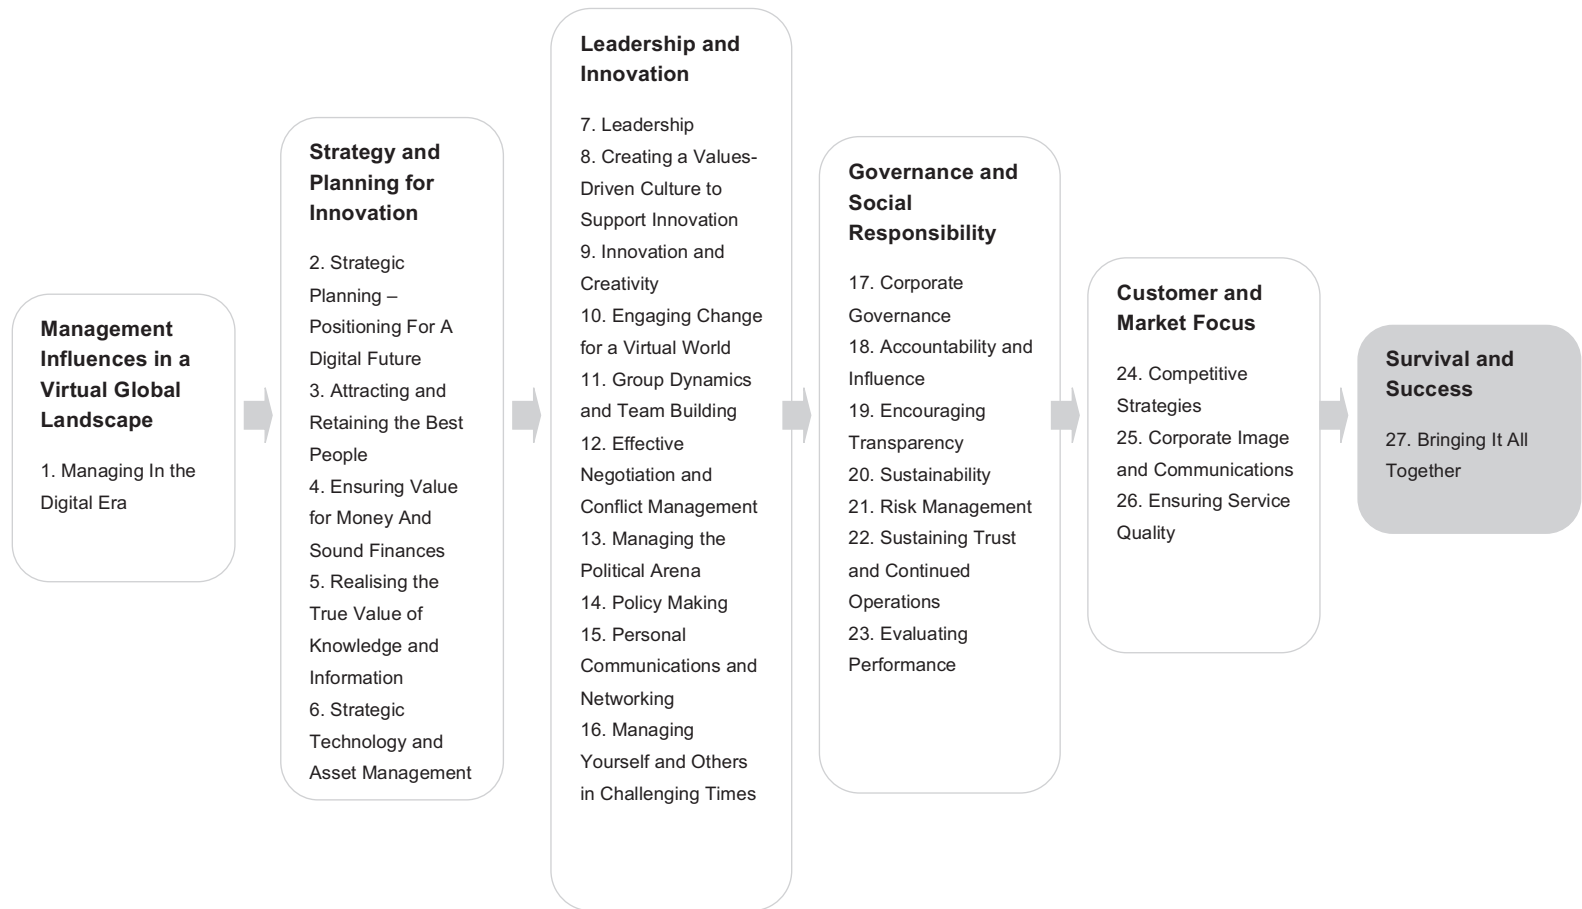 Management
Influences in a
Virtual Global
Landscape
1. Managing In the
Digital Era
Strategy and
Planning for
Innovation
2. Strategic
Planning –
Positioning For A
Digital Future
3. Attracting and
Retaining the Best
People
4. Ensuring Value
for Money And
Sound Finances
5. Realising the
True Value of
Knowledge and
Information
6. Strategic
Technology and
Asset Management
Leadership and
Innovation
7. Leadership
8. Creating a Values-
Driven Culture to
Support Innovation
9. Innovation and
Creativity
10. Engaging Change
for a Virtual World
11. Group Dynamics
and Team Building
12. Effective
Negotiation and
Conflict Management
13. Managing the
Political Arena
14. Policy Making
15. Personal
Communications and
Networking
16. Managing
Yourself and Others
in Challenging Times
Governance and
Social
Responsibility
17. Corporate
Governance
18. Accountability and
Influence
19. Encouraging
Transparency
20. Sustainability
21. Risk Management
22. Sustaining Trust
and Continued
Operations
23. Evaluating
Performance
Customer and
Market Focus
24. Competitive
Strategies
25. Corporate Image
and Communications
26. Ensuring Service
Quality
Survival and
Success
27. Bringing It All
Together